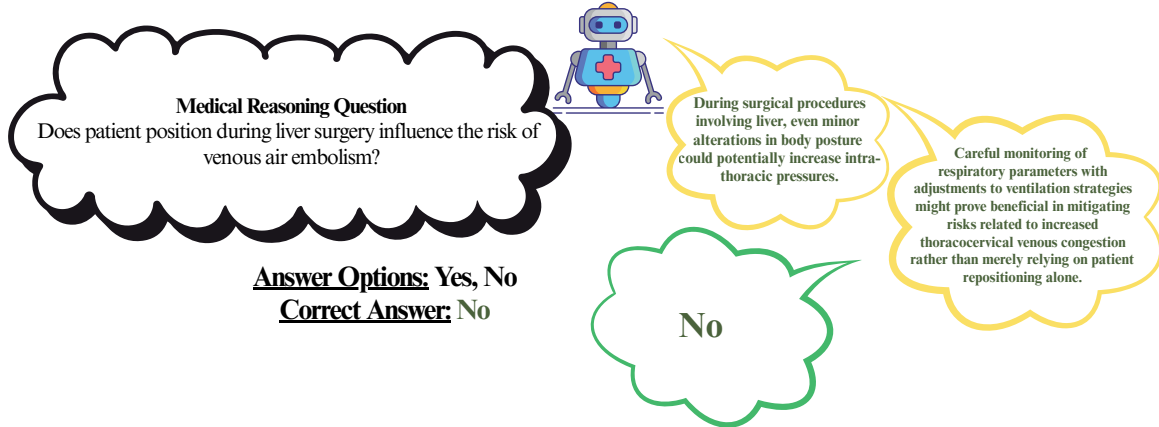 Medical Reasoning Question
Does patient position during liver surgery influence the risk of
venous air embolism?
Answer Options: Yes, No
Correct Answer: No
During surgical procedures
involving liver, even minor
alterations in body posture
could potentially increase intra-
thoracic pressures.
Careful monitoring of
respiratory parameters with
adjustments to ventilation strategies
might prove beneficial in mitigating
risks related to increased
thoracocervical venous congestion
rather than merely relying on patient
repositioning alone.
No